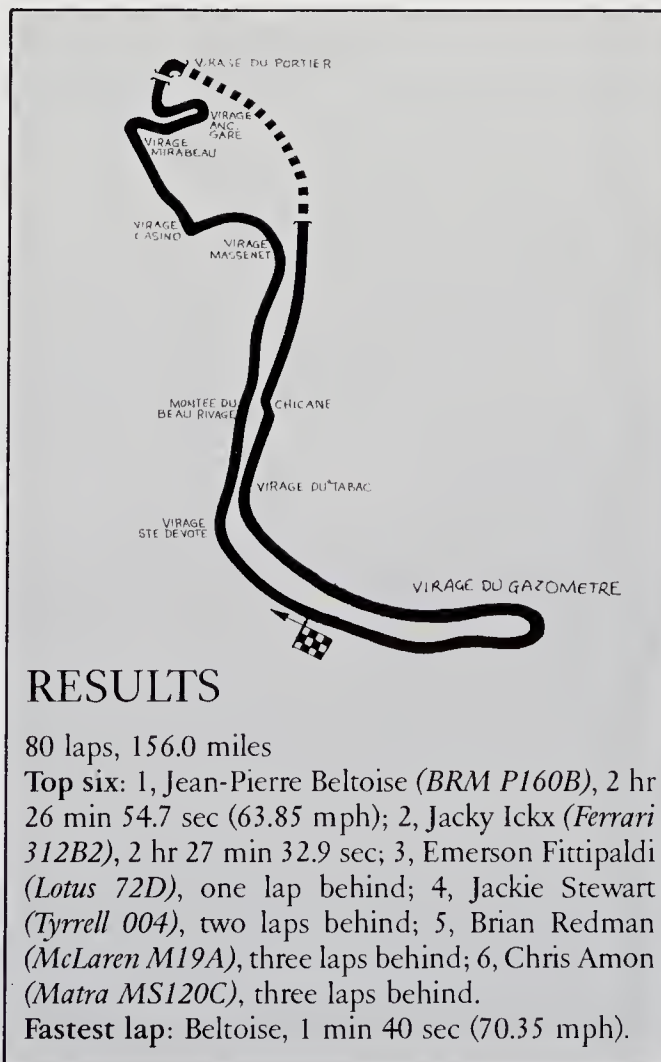 VIRAGE DU PORTIER
VIRAGE
ANC.
GARE
VIRAGE
MIRABEAU
VIRAGE
CASINO
VIRAGE
MASSENET
MONTÉE DU
BEAU RIVAGE
CHICANE
VIRAGE DU TABAC
VIRAGE
STE DEVOTE
VIRAGE DU GAZOMETRE
RESULTS
80 laps, 156.0 miles
Top six: 1, Jean-Pierre Beltoise (BRM P160B), 2 hr
26 min 54.7 sec (63.85 mph); 2, Jacky Ickx (Ferrari
312B2), 2 hr 27 min 32.9 sec; 3, Emerson Fittipaldi
(Lotus 72D), one lap behind; 4, Jackie Stewart
(Tyrrell 004), two laps behind; 5, Brian Redman
(McLaren M19A), three laps behind; 6, Chris Amon
(Matra MS120C), three laps behind.
Fastest lap: Beltoise, 1 min 40 sec (70.35 mph).